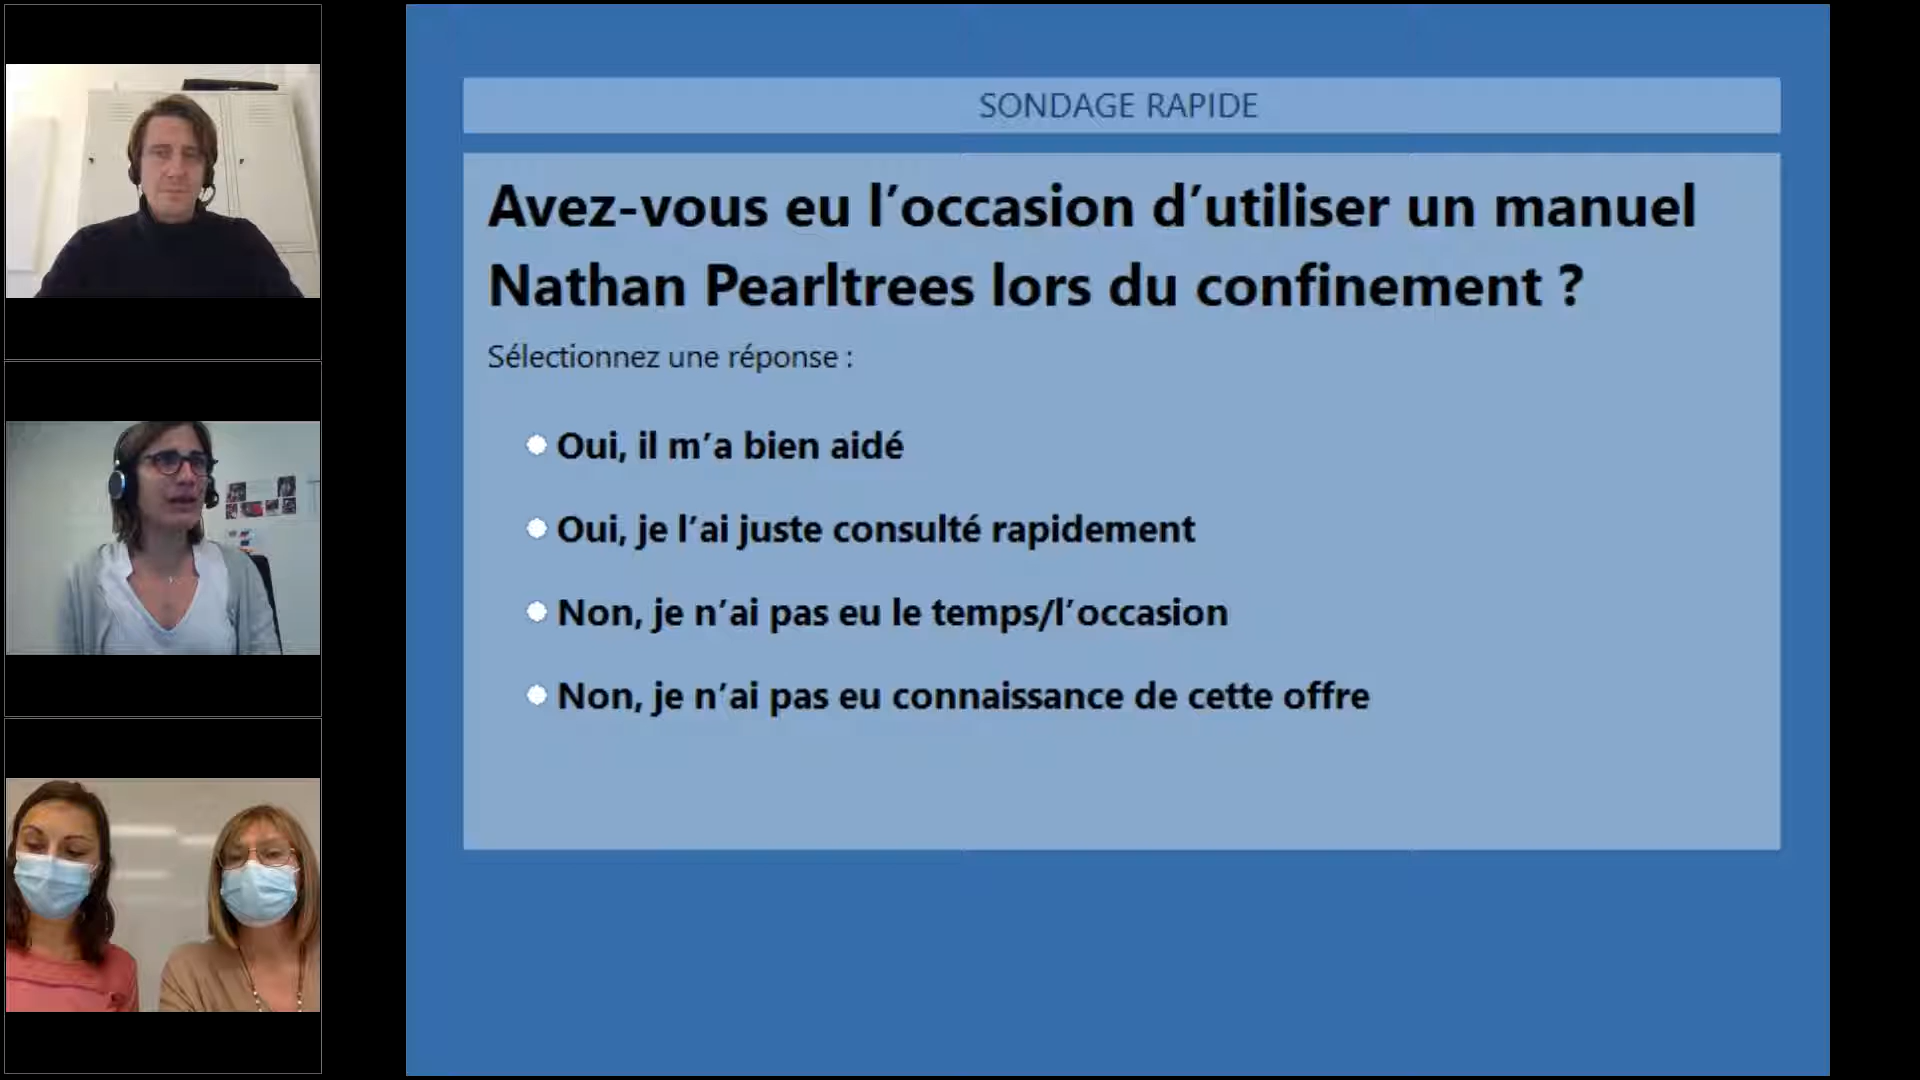 SONDAGE RAPIDE
Avez-vous eu l’occasion d’utiliser un manuel
Nathan Pearltrees lors du confinement ?
Sélectionnez une réponse :
Oui, il m’a bien aidé
Oui, je l’ai juste consulté rapidement
Non, je n’ai pas eu le temps/l’occasion
Non, je n’ai pas eu connaissance de cette offre